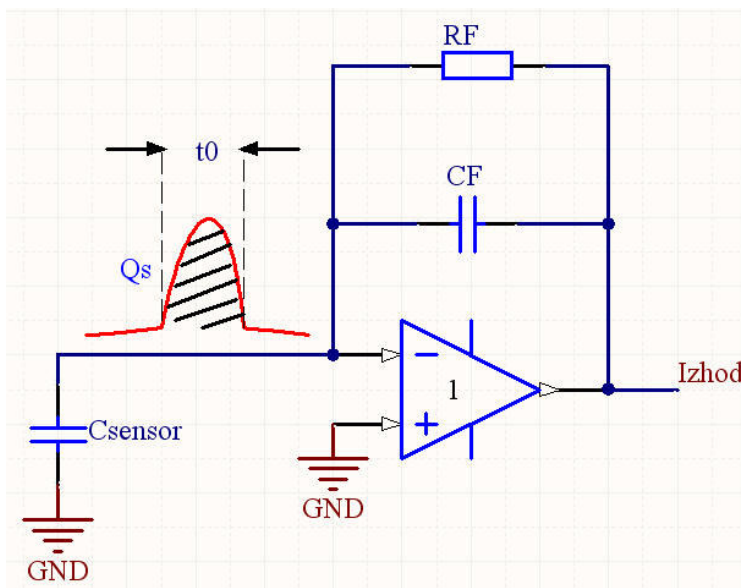 RF
t0
CF
Qs
−
1
Izhod
+
Csensor
GND
GND